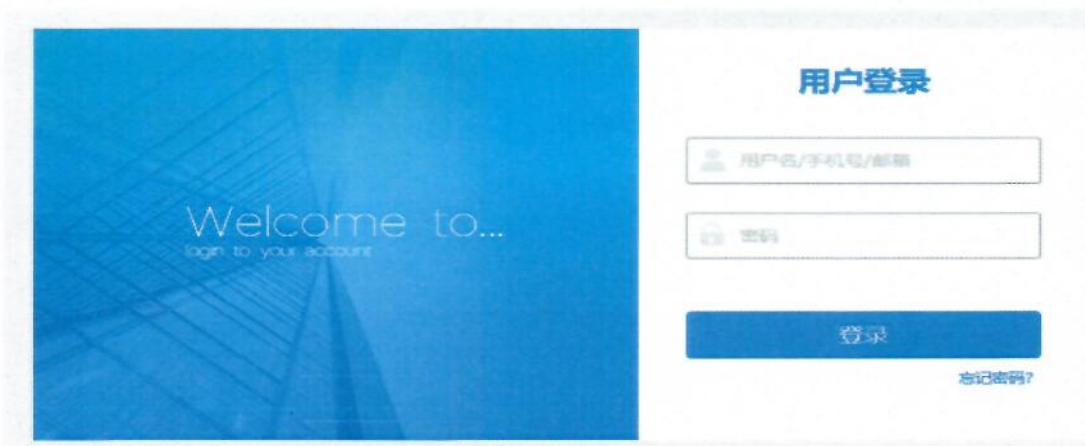 Welcome to...
login to your account
用户登录
用户名/手机号/邮箱
密码
登录
忘记密码?